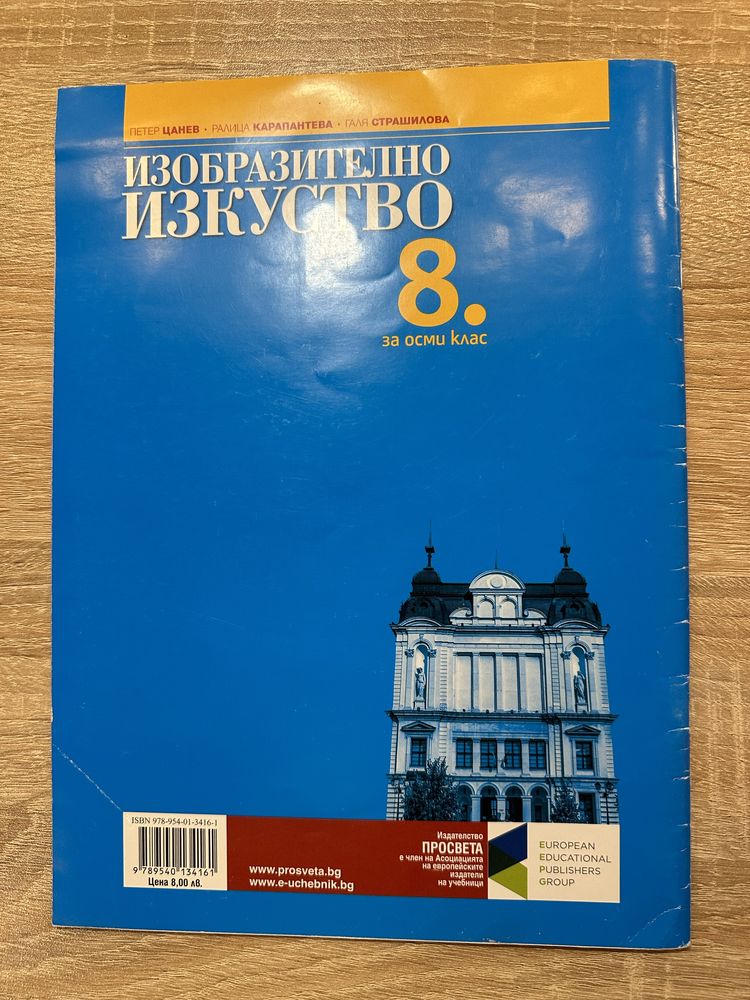 ПЕТЕР ЦАНЕВ • РАЛИЦА КАРАПАНТЕВА • ГАЛЯ СТРАШИЛОВА
ИЗОБРАЗИТЕЛНО
ИЗКУСТВО
8.
за осми клас
ISBN 978-954-01-3416-1
9 789540 134161
Цена 8,00 лв.
www.prosveta.bg
www.e-uchebnik.bg
Издателство
ПРОСВЕТА
е член на Асоциацията
на европейските
издатели
на учебници
EUROPEAN
EDUCATIONAL
PUBLISHERS
GROUP